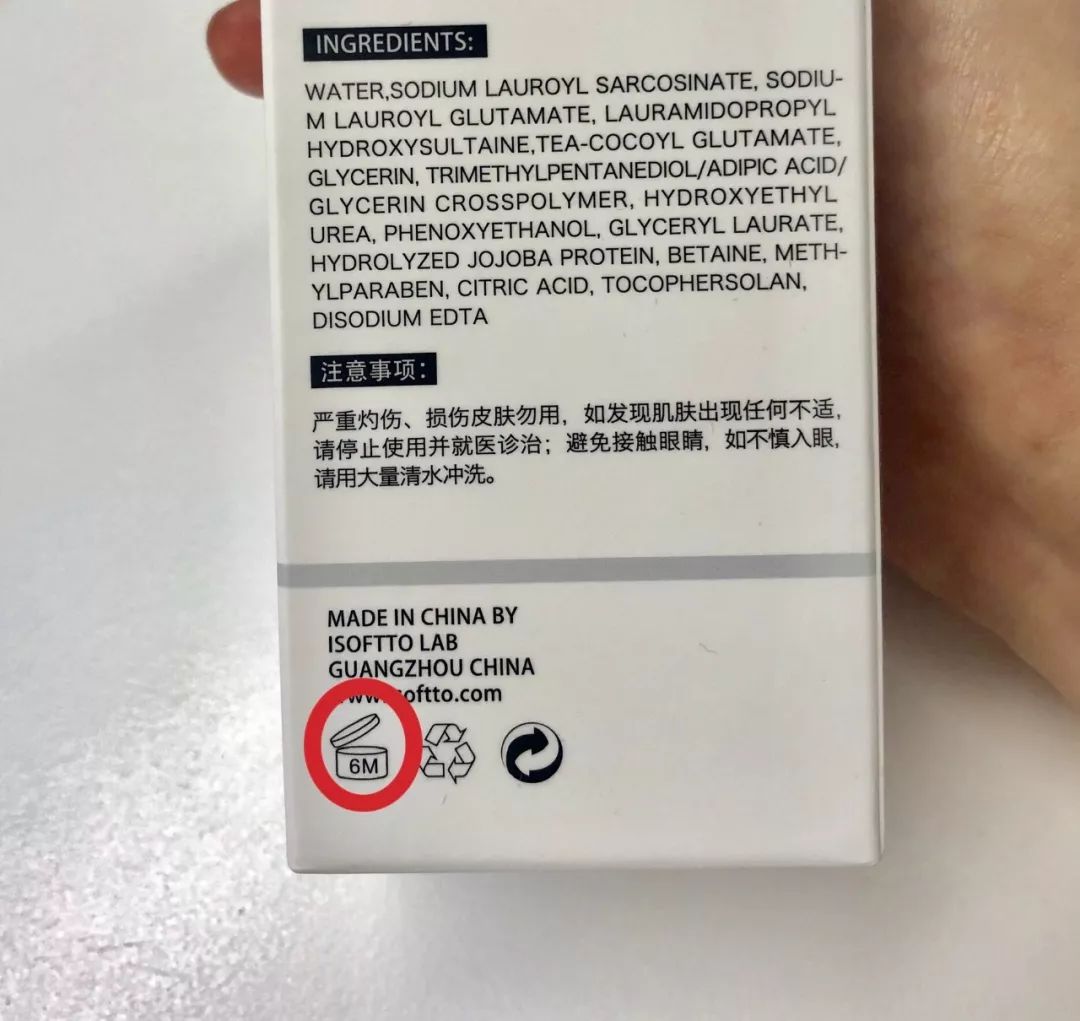 INGREDIENTS:
WATER,SODIUM LAUROYL SARCOSINATE, SODIU-
M LAUROYL GLUTAMATE, LAURAMIDOPROPYL
HYDROXYSULTAINE,TEA-COCOYL GLUTAMATE,
GLYCERIN, TRIMETHYLPENTANEDIOL/ADIPIC ACID/
GLYCERIN CROSSPOLYMER, HYDROXYETHYL
UREA, PHENOXYETHANOL, GLYCERYL LAURATE,
HYDROLYZED JOJOBA PROTEIN, BETAINE, METH-
YLPARABEN, CITRIC ACID, TOCOPHERSOLAN,
DISODIUM EDTA
注意事项：
严重灼伤、损伤皮肤勿用，如发现肌肤出现任何不适，
请停止使用并就医诊治；避免接触眼睛，如不慎入眼，
请用大量清水冲洗。
MADE IN CHINA BY
ISOFTTO LAB
GUANGZHOU CHINA
www.isoftto.com
6M